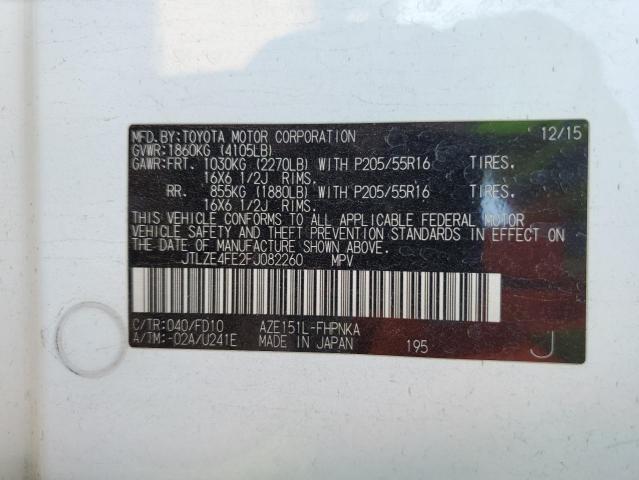 MFD.BY:TOYOTA MOTOR CORPORATION 12/15
GVWR:1860KG (4105LB)
GAWR:FRT. 1030KG (2270LB) WITH P205/55R16 TIRES.
16X6 1/2J RIMS.
RR. 855KG (1880LB) WITH P205/55R16 TIRES.
16X6 1/2J RIMS.
THIS VEHICLE CONFORMS TO ALL APPLICABLE FEDERAL MOTOR
VEHICLE SAFETY AND THEFT PREVENTION STANDARDS IN EFFECT ON
THE DATE OF MANUFACTURE SHOWN ABOVE.
JTLZE4FE2FJ082260 MPV
C/TR:040/FD10 AZE151L-FHPNKA
A/TM:-02A/U241E MADE IN JAPAN 195 J